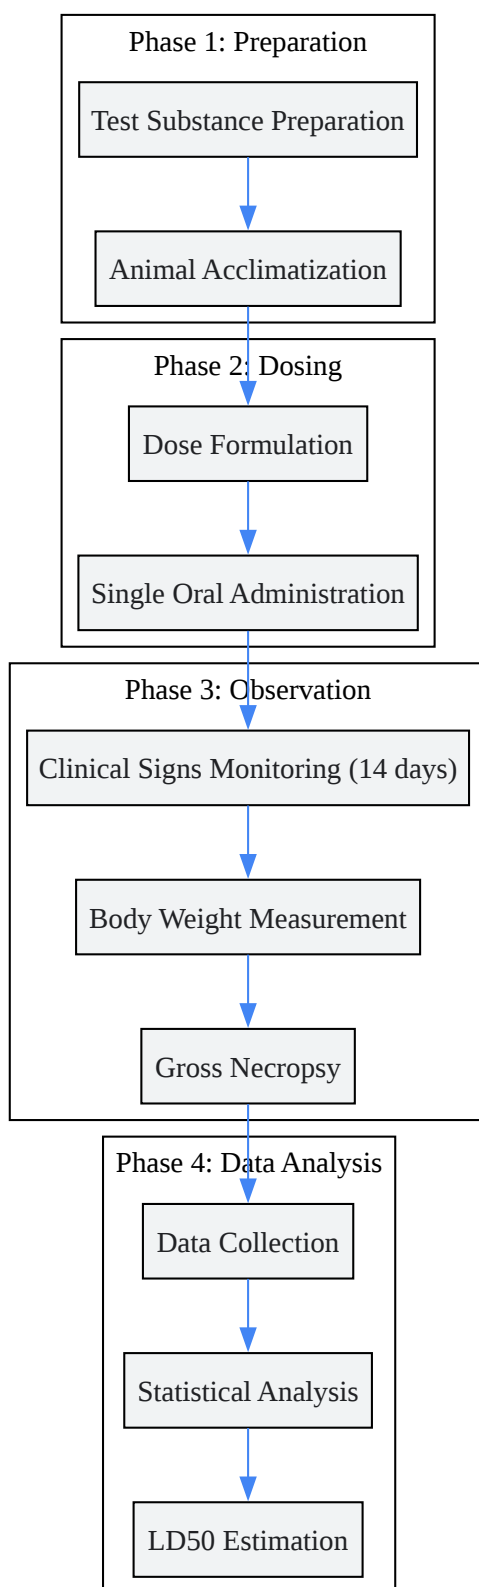 Phase 1: Preparation
Test Substance Preparation
Animal Acclimatization
Phase 2: Dosing
Dose Formulation
Single Oral Administration
Phase 3: Observation
Clinical Signs Monitoring (14 days)
Body Weight Measurement
Gross Necropsy
Phase 4: Data Analysis
Data Collection
Statistical Analysis
LD50 Estimation